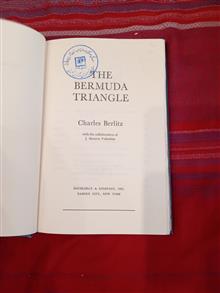 THE
BERMUDA
TRIANGLE
Charles Berlitz
with the collaboration of
J. Manson Valentine
DOUBLEDAY & COMPANY, INC.
GARDEN CITY, NEW YORK